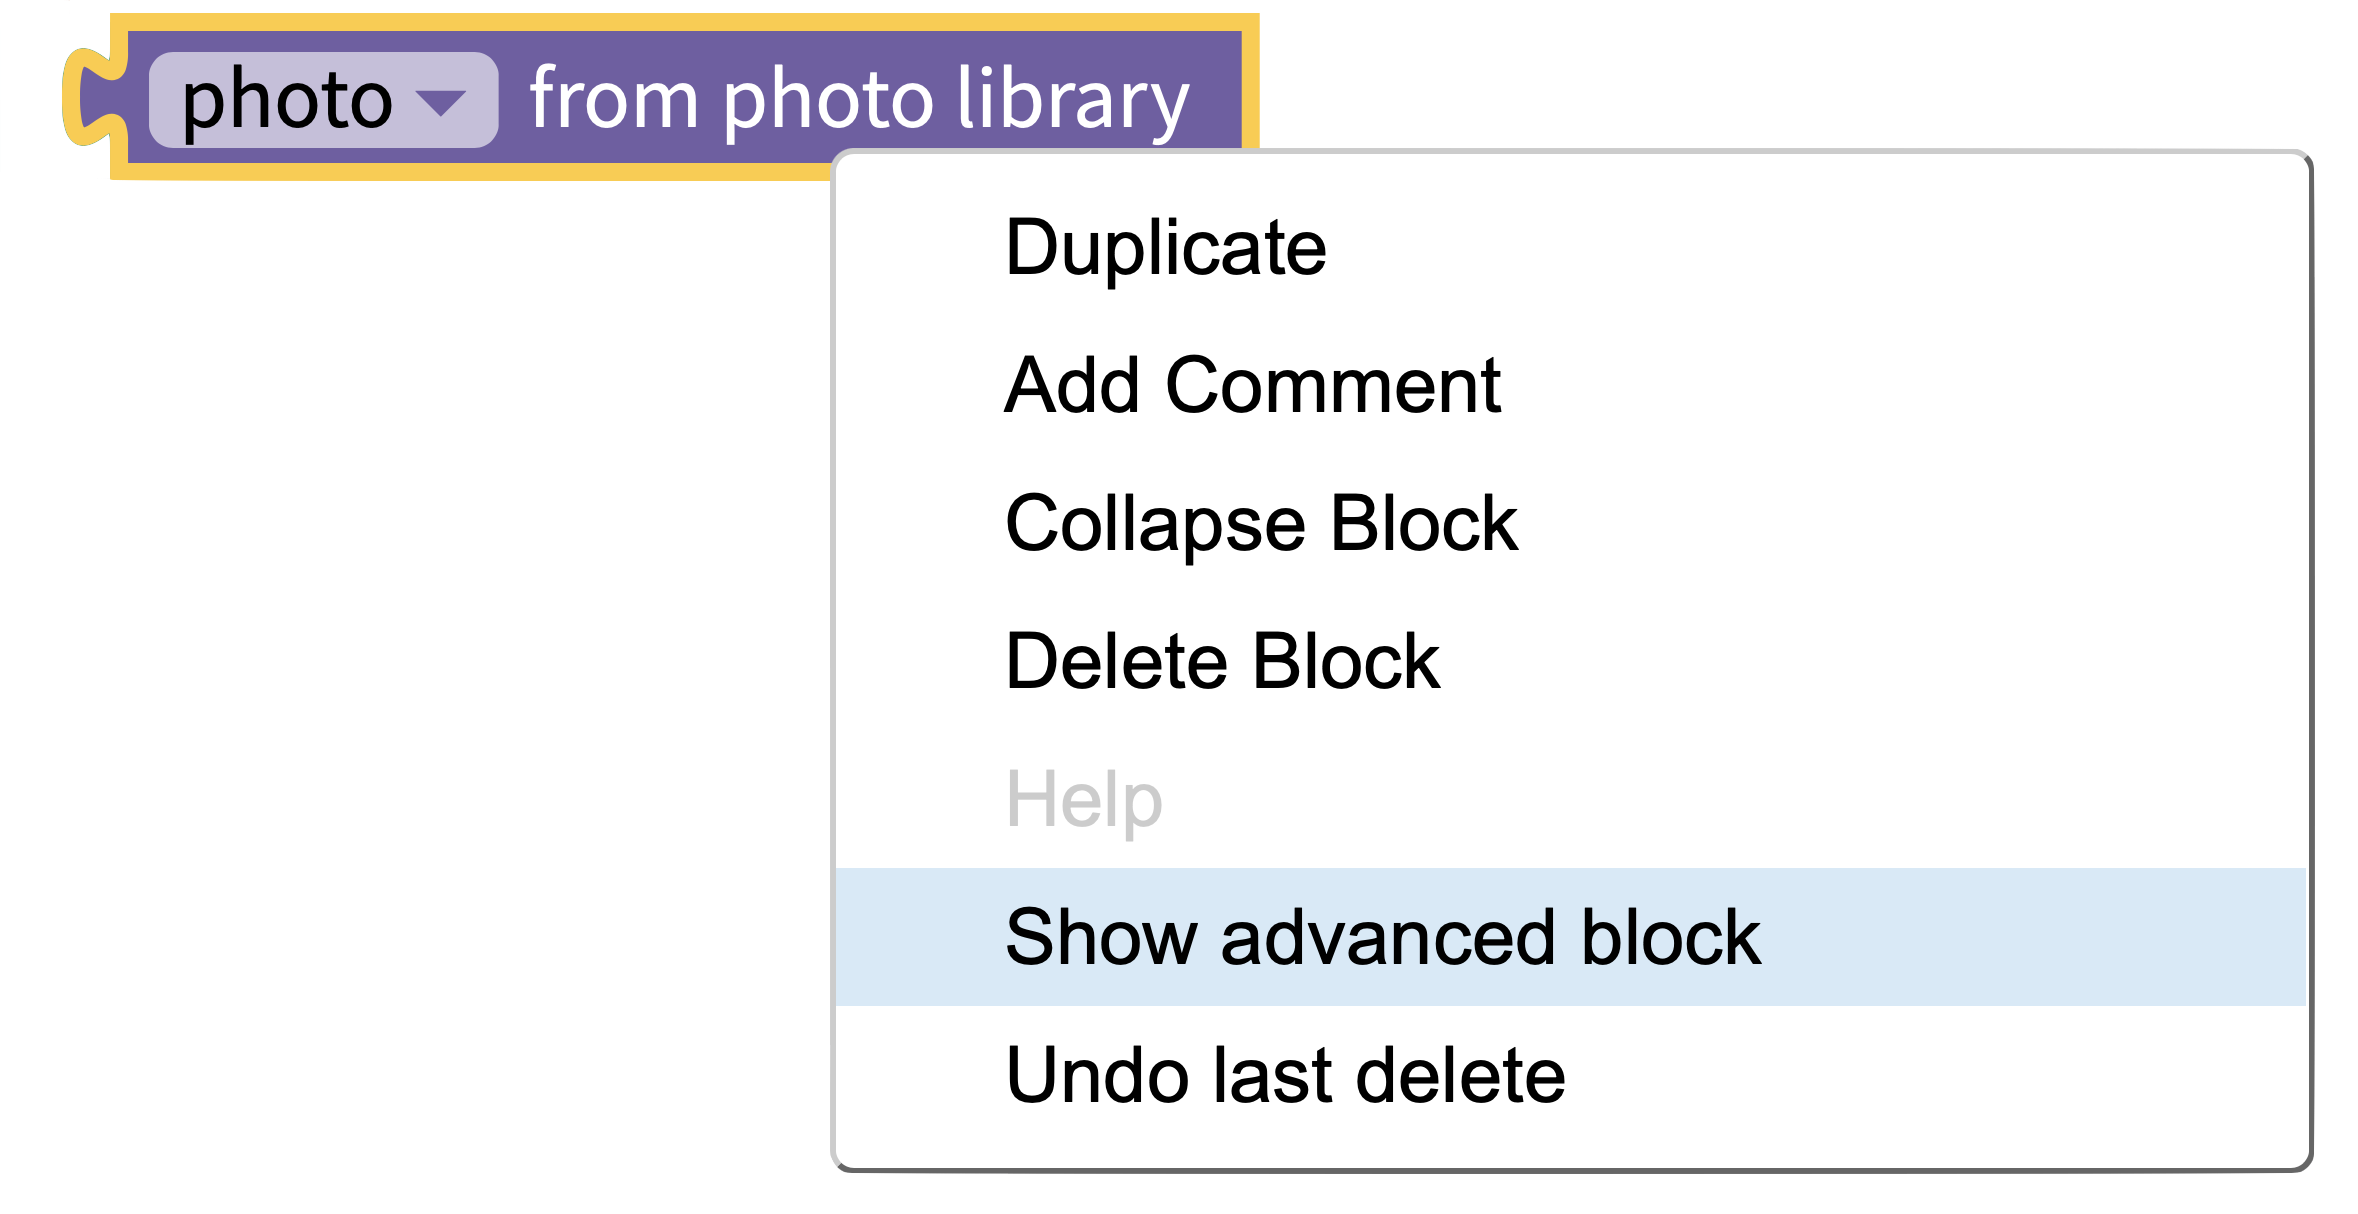 photo from photo library
Duplicate
Add Comment
Collapse Block
Delete Block
Help
Show advanced block
Undo last delete